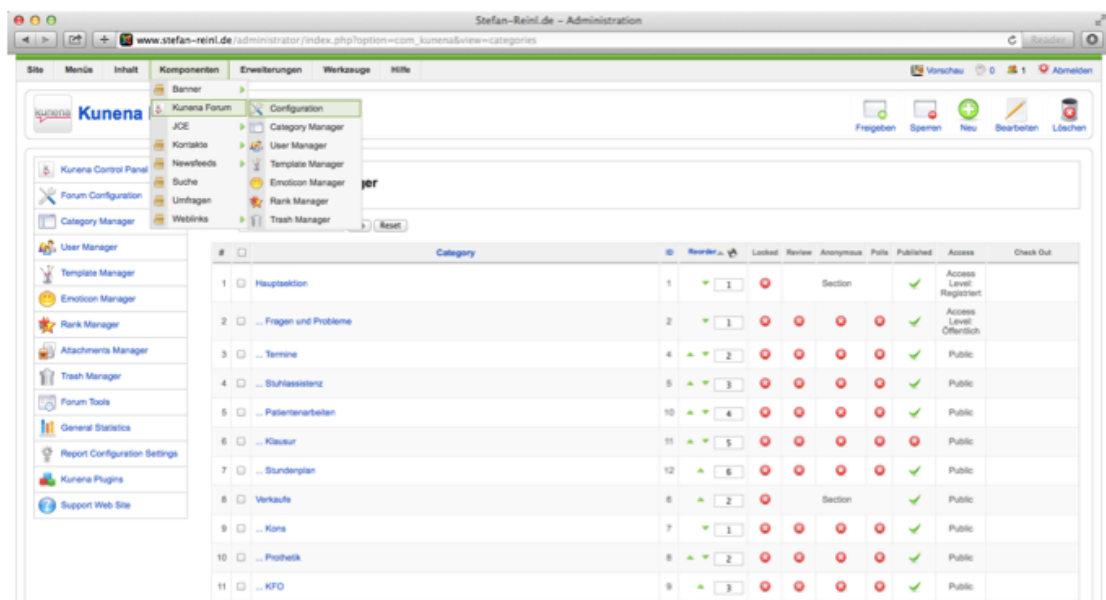 Stefan-Reinl.de – Administration
www.stefan-reinl.de/administrator/index.php?option=com_kunena&view=categories
Reader
Site Menüs Inhalt Komponenten Erweiterungen Werkzeuge Hilfe
Vorschau 0 1 Abmelden
Banner
Kunena Forum
JCE
Kontakte
Newsfeeds
Suche
Umfragen
Weblinks
Configuration
Category Manager
User Manager
Template Manager
Emoticon Manager
Rank Manager
Trash Manager
kunena Kunena
Freigeben Sperren Neu Bearbeiten Löschen
Kunena Control Panel
Forum Configuration
Category Manager
User Manager
Template Manager
Emoticon Manager
Rank Manager
Attachments Manager
Trash Manager
Forum Tools
General Statistics
Report Configuration Settings
Kunena Plugins
Support Web Site
ger
Reset
# Category ID Reorder Locked Review Anonymous Polls Published Access Check Out
1 Hauptsektion 1 1 Section Access Level: Registriert
2 ... Fragen und Probleme 2 1 Access Level: Öffentlich
3 ... Termine 4 2 Public
4 ... Stuhlassistenz 5 3 Public
5 ... Patientenarbeiten 10 4 Public
6 ... Klausur 11 5 Public
7 ... Stundenplan 12 6 Public
8 Verkaufe 6 2 Section Public
9 ... Kons 7 1 Public
10 ... Prothetik 8 2 Public
11 ... KFO 9 3 Public